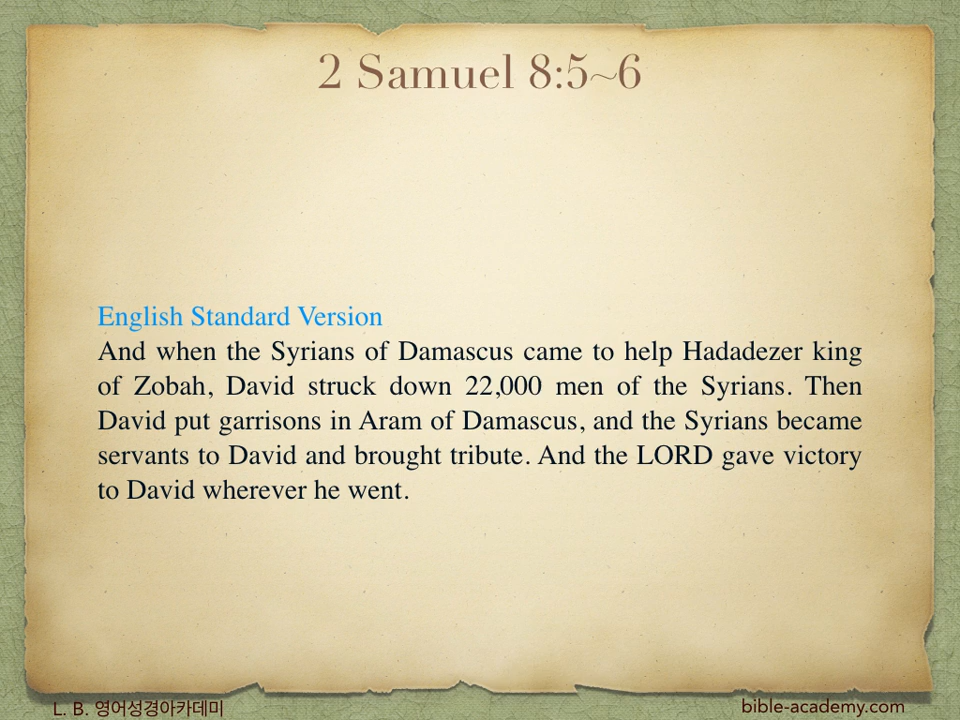 2 Samuel 8:5~6
English Standard Version
And when the Syrians of Damascus came to help Hadadezer king
of Zobah, David struck down 22,000 men of the Syrians. Then
David put garrisons in Aram of Damascus, and the Syrians became
servants to David and brought tribute. And the LORD gave victory
to David wherever he went.
L. B. 영어성경아카데미
bible-academy.com